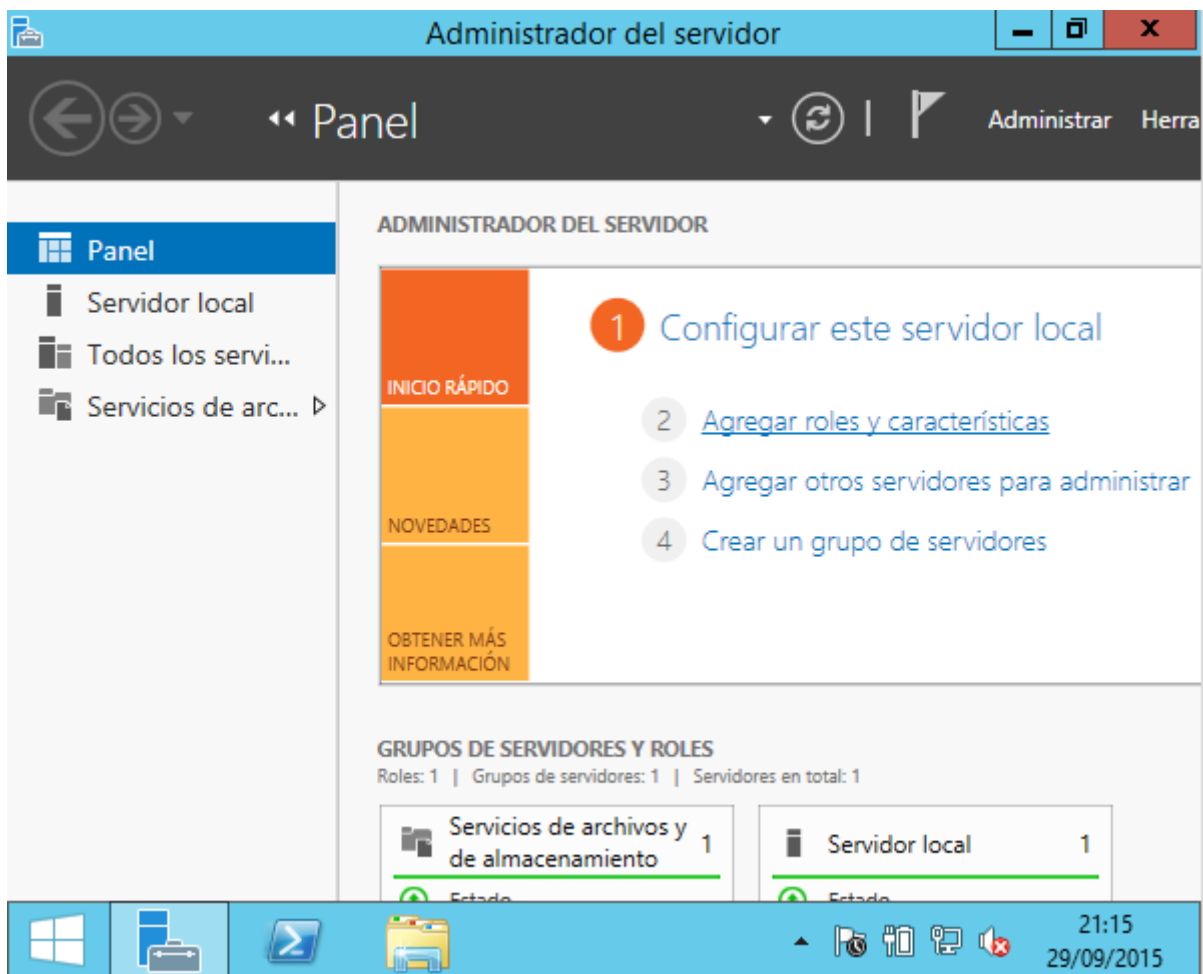 Administrador del servidor
Panel
Administrar Herra
Panel
Servidor local
Todos los servi...
Servicios de arc...
ADMINISTRADOR DEL SERVIDOR
INICIO RÁPIDO
NOVEDADES
OBTENER MÁS
INFORMACIÓN
1 Configurar este servidor local
2 Agregar roles y características
3 Agregar otros servidores para administrar
4 Crear un grupo de servidores
GRUPOS DE SERVIDORES Y ROLES
Roles: 1 | Grupos de servidores: 1 | Servidores en total: 1
Servicios de archivos y
de almacenamiento
1
Estado
Servidor local 1
Estado
21:15
29/09/2015